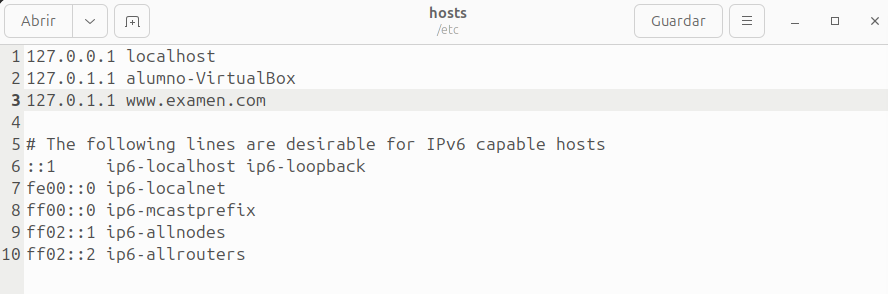 Abrir
hosts
/etc
Guardar
1 127.0.0.1 localhost
2 127.0.1.1 alumno-VirtualBox
3 127.0.1.1 www.examen.com
4
5 # The following lines are desirable for IPv6 capable hosts
6 ::1     ip6-localhost ip6-loopback
7 fe00::0 ip6-localnet
8 ff00::0 ip6-mcastprefix
9 ff02::1 ip6-allnodes
10 ff02::2 ip6-allrouters